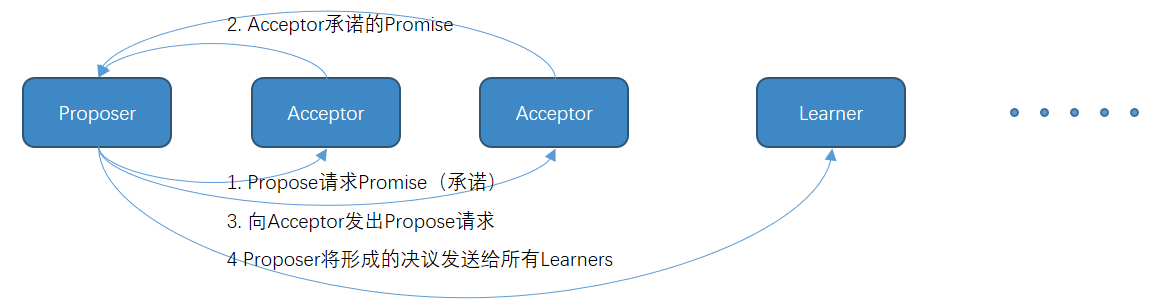 2. Acceptor承诺的Promise
Proposer
Acceptor
Acceptor
Learner
1. Propose请求Promise（承诺）
3. 向Acceptor发出Propose请求
4 Proposer将形成的决议发送给所有Learners